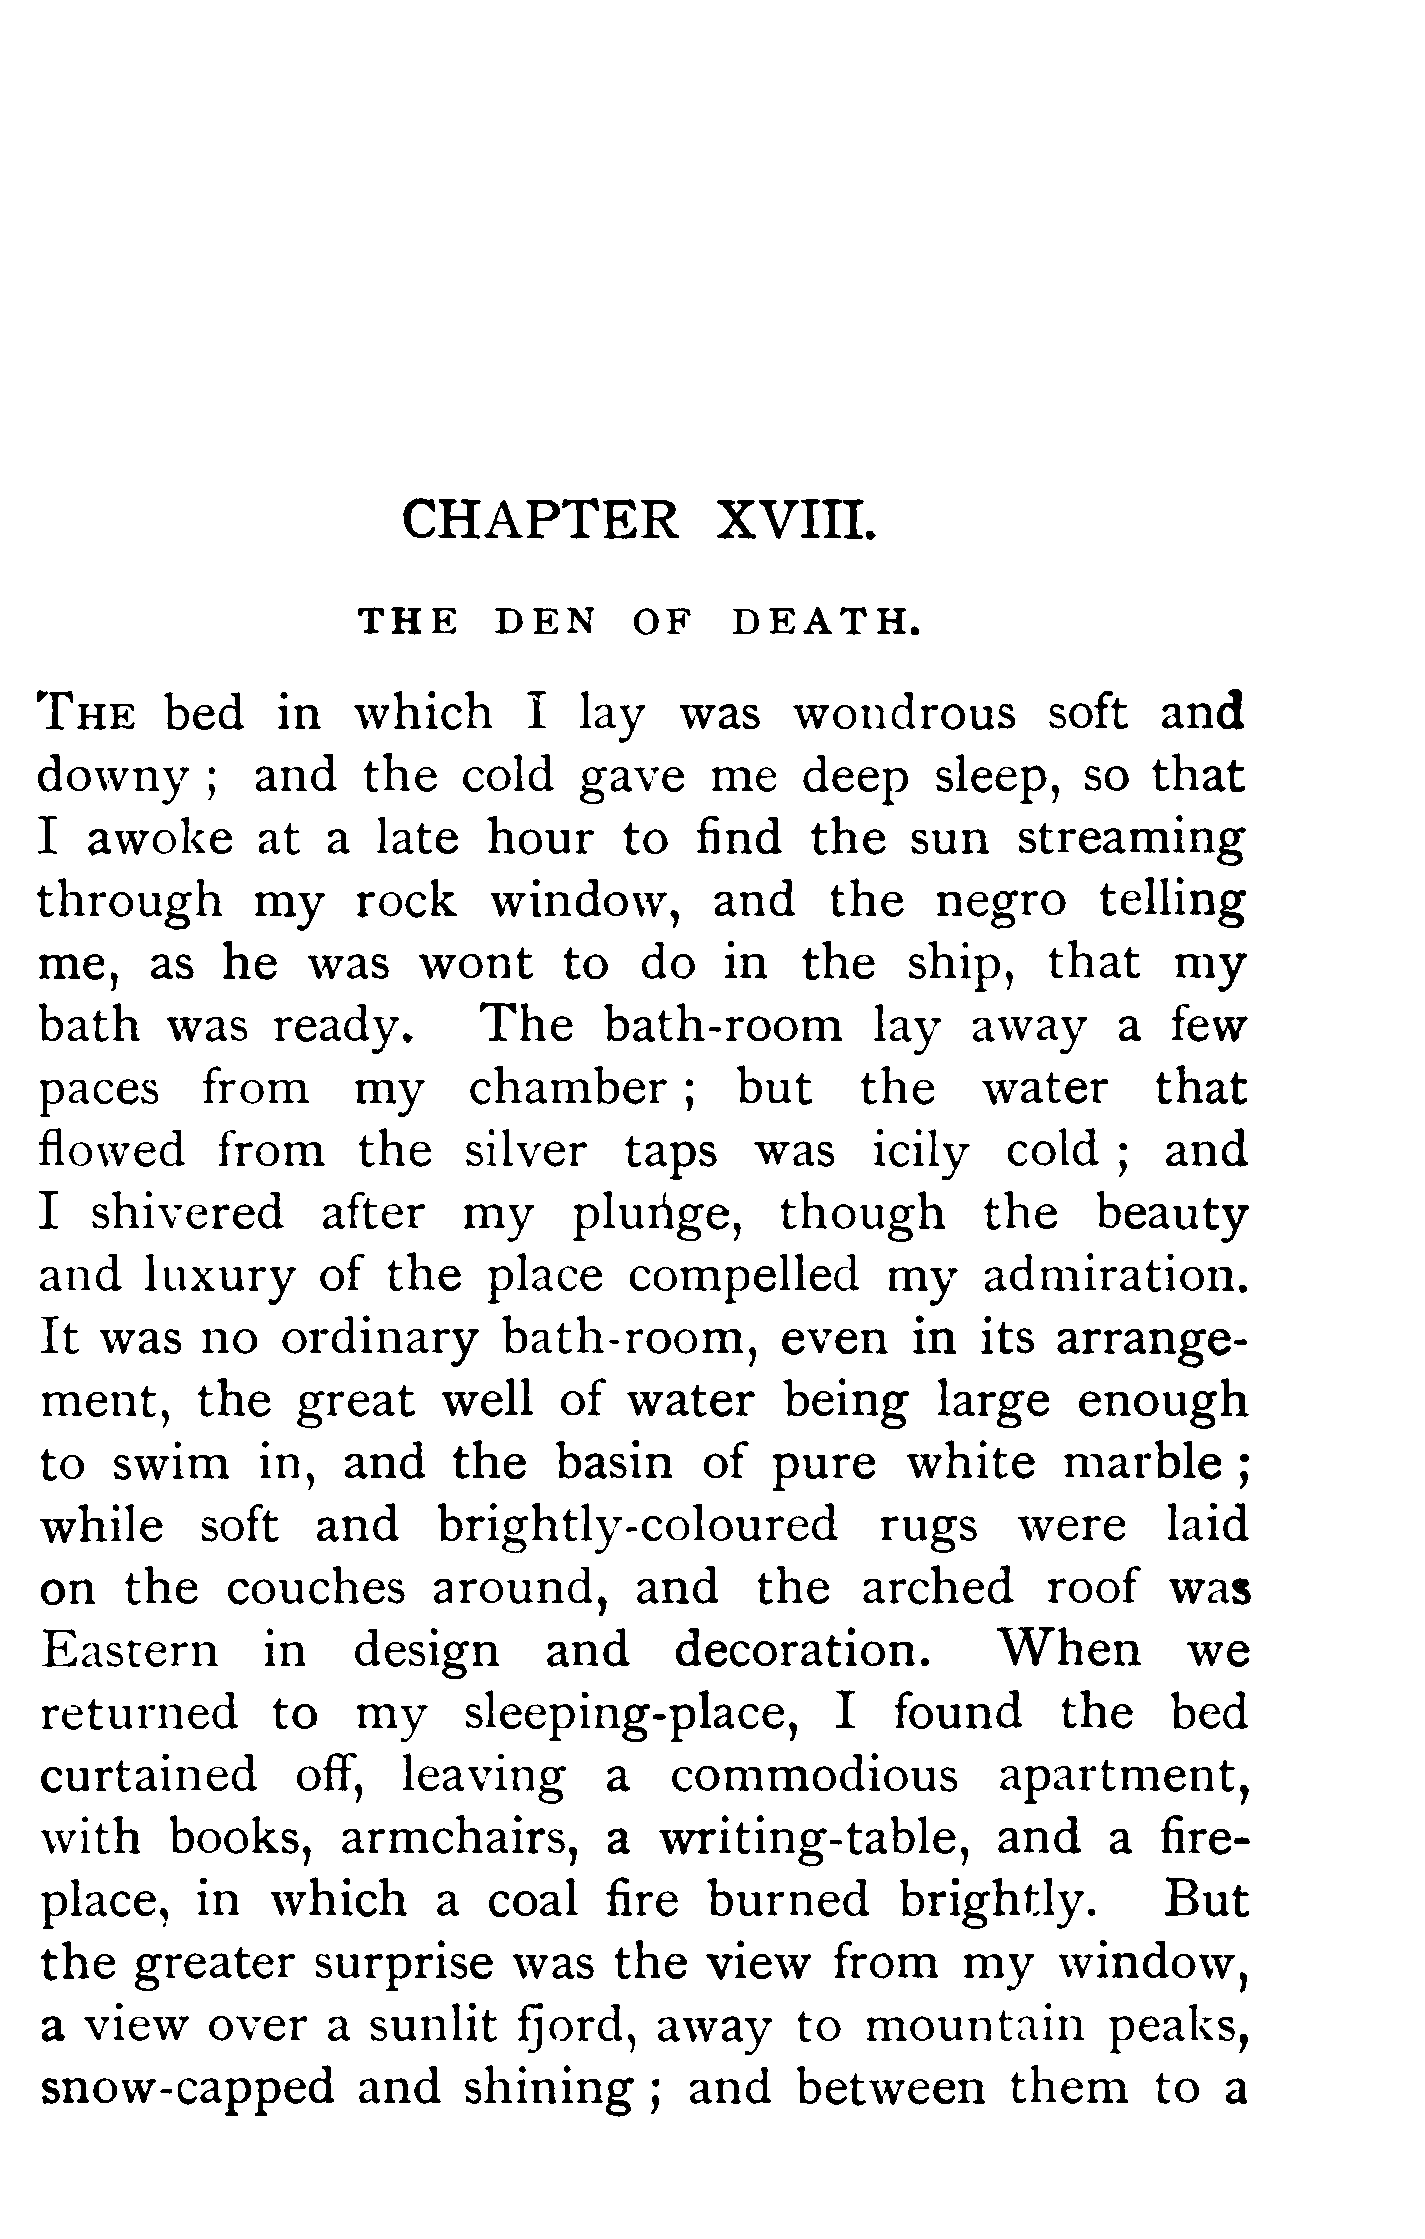 CHAPTER XVIII.
THE DEN OF DEATH.
THE bed in which I lay was wondrous soft and
downy ; and the cold gave me deep sleep, so that
I awoke at a late hour to find the sun streaming
through my rock window, and the negro telling
me, as he was wont to do in the ship, that my
bath was ready. The bath-room lay away a few
paces from my chamber ; but the water that
flowed from the silver taps was icily cold ; and
I shivered after my plunge, though the beauty
and luxury of the place compelled my admiration.
It was no ordinary bath-room, even in its arrange-
ment, the great well of water being large enough
to swim in, and the basin of pure white marble ;
while soft and brightly-coloured rugs were laid
on the couches around, and the arched roof was
Eastern in design and decoration. When we
returned to my sleeping-place, I found the bed
curtained off, leaving a commodious apartment,
with books, armchairs, a writing-table, and a fire-
place, in which a coal fire burned brightly. But
the greater surprise was the view from my window,
a view over a sunlit fjord, away to mountain peaks,
snow-capped and shining ; and between them to a